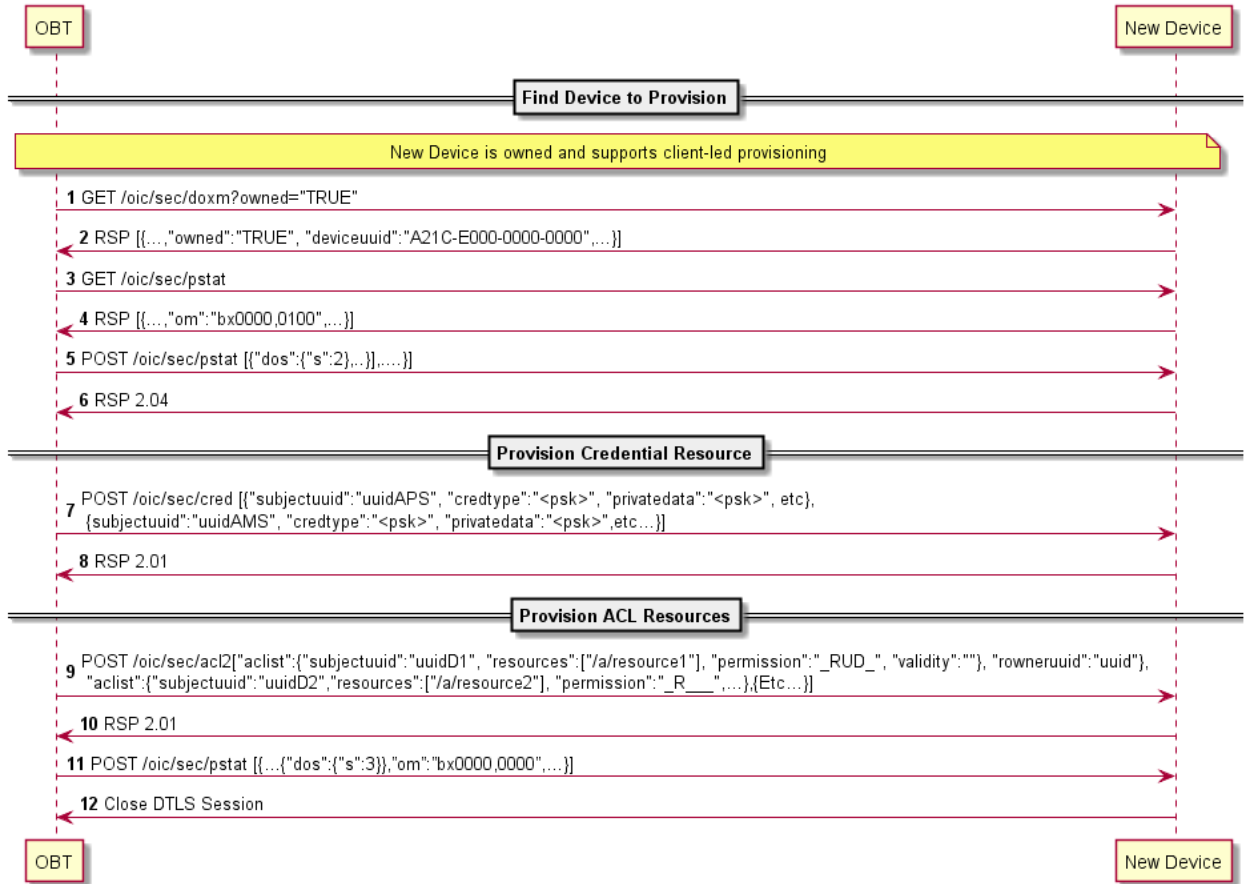 OBT
New Device
Find Device to Provision
New Device is owned and supports client-led provisioning
1 GET /oic/sec/doxm?owned="TRUE"
2 RSP [{…,"owned":"TRUE", "deviceuuid":"A21C-E000-0000-0000",…}]
3 GET /oic/sec/pstat
4 RSP [{…,"om":"bx0000,0100",…}]
5 POST /oic/sec/pstat [{"dos":{"s":2},..}],….}]
6 RSP 2.04
Provision Credential Resource
7 POST /oic/sec/cred [{"subjectuuid":"uuidAPS", "credtype":"<psk>", "privatedata":"<psk>", etc},
{subjectuuid":"uuidAMS", "credtype":"<psk>", "privatedata":"<psk>",etc…}]
8 RSP 2.01
Provision ACL Resources
9 POST /oic/sec/acl2["aclist":{"subjectuuid":"uuidD1", "resources":["/a/resource1"], "permission":"_RUD_", "validity":""}, "rowneruuid":"uuid"},
"aclist":{"subjectuuid":"uuidD2","resources":["/a/resource2"], "permission":"_R___",…},{Etc…}]
10 RSP 2.01
11 POST /oic/sec/pstat [{…{"dos":{"s":3}},"om":"bx0000,0000",…}]
12 Close DTLS Session
OBT
New Device